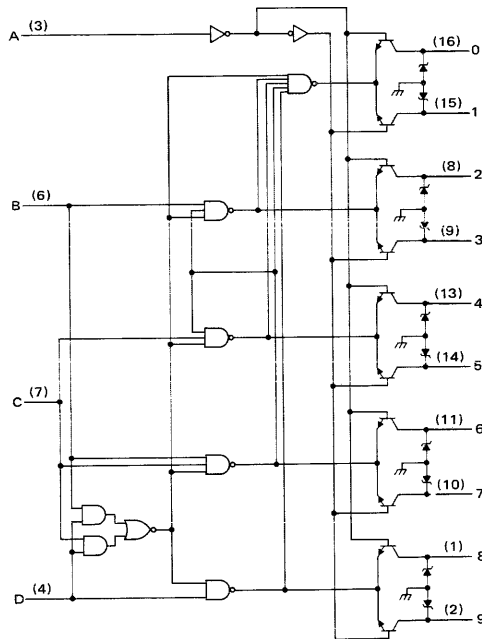 A (3)
(16) 0
(15) 1
(8) 2
B (6)
(9) 3
(13) 4
(14) 5
C (7)
(11) 6
(10) 7
(1) 8
D (4)
(2) 9